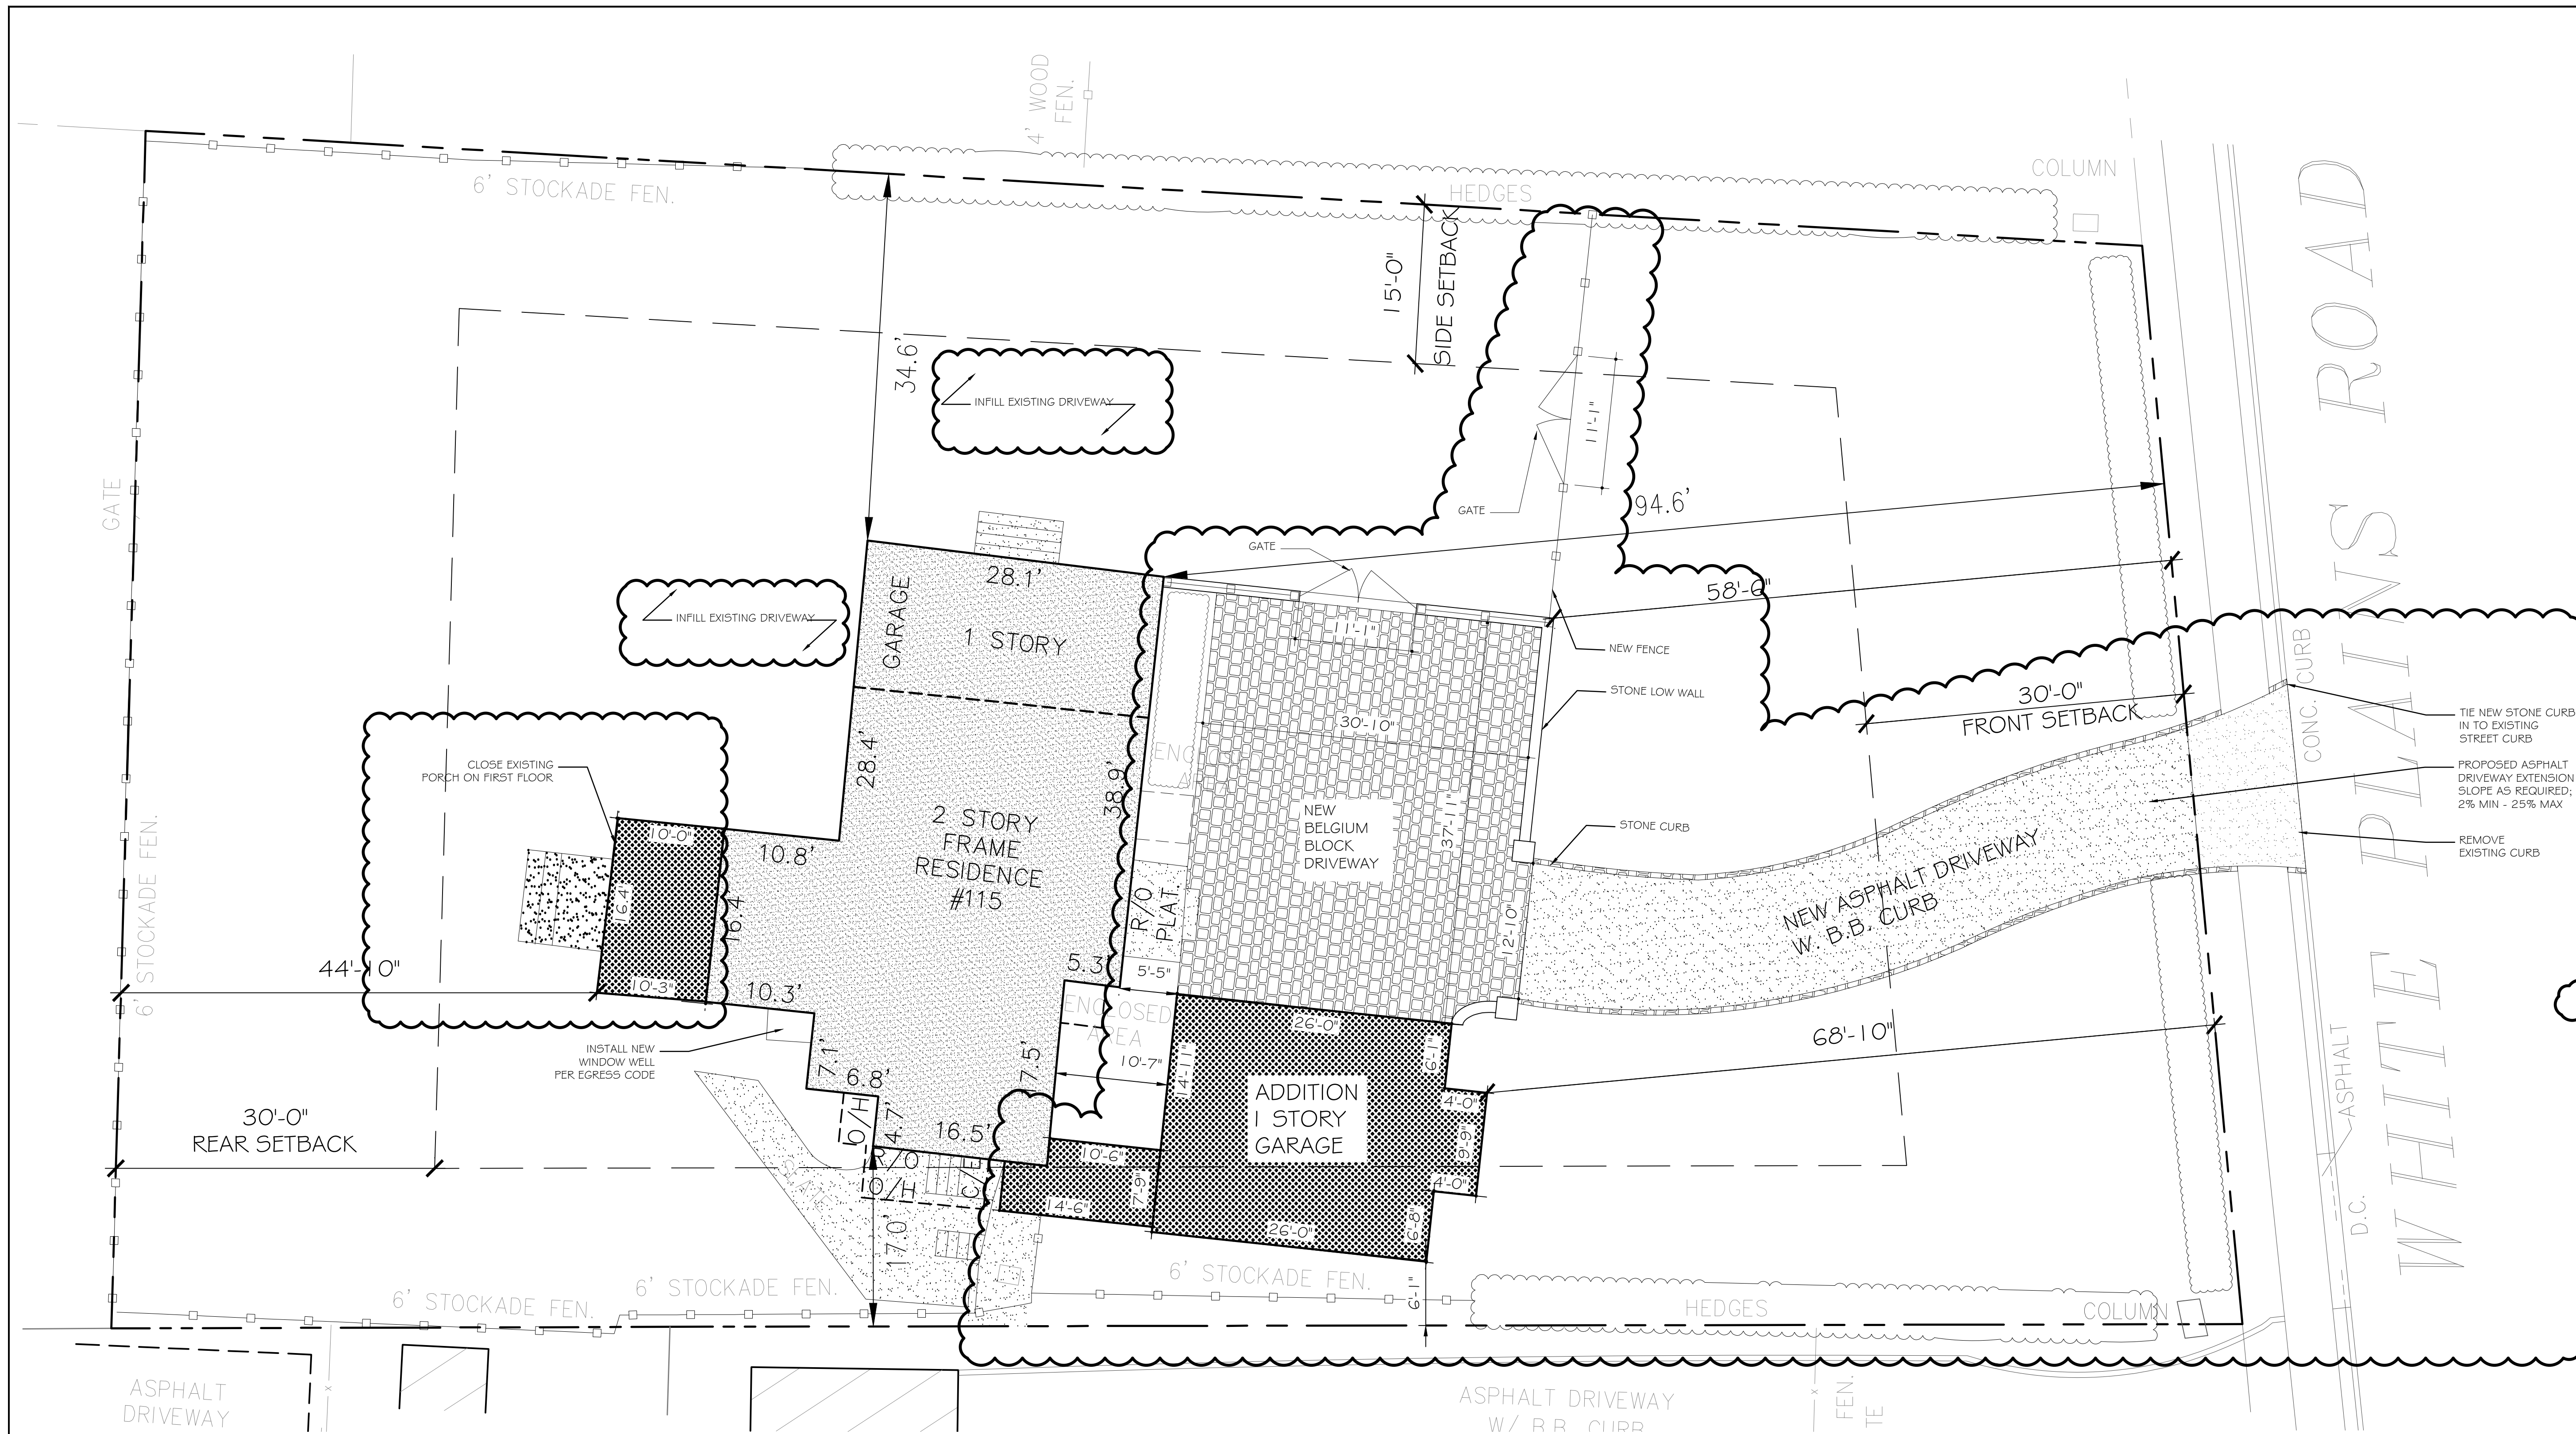 4' WOOD
FEN.
COLUMN
6' STOCKADE FEN.
HEDGES
15'-0"
SIDE SETBACK
34.6'
INFILL EXISTING DRIVEWAY
11'-1"
GATE
GATE
94.6'
GATE
28.1'
58'-6"
GARAGE
INFILL EXISTING DRIVEWAY
1 STORY
11'-1"
NEW FENCE
STONE LOW WALL
30'-0"
FRONT SETBACK
CONC. CURB
WHITE PLAINS ROAD
TIE NEW STONE CURB
IN TO EXISTING
STREET CURB
30'-10"
28.4'
38.9'
CLOSE EXISTING
PORCH ON FIRST FLOOR
PROPOSED ASPHALT
DRIVEWAY EXTENSION
SLOPE AS REQUIRED;
2% MIN - 25% MAX
2 STORY
FRAME
RESIDENCE
#115
NEW
BELGIUM
BLOCK
DRIVEWAY
37'-11"
STONE CURB
10'-0"
10.8'
REMOVE
EXISTING CURB
16.4'
16.4
R/O
PLAT.
12'-10"
NEW ASPHALT DRIVEWAY
W. B.B. CURB
6' STOCKADE FEN.
44'-10"
10'-3"
10.3'
5.3'
5'-5"
ENCLOSED
AREA
26'-0"
68'-10"
INSTALL NEW
WINDOW WELL
PER EGRESS CODE
7.1'
6.8'
17.5'
10'-7"
14'-11"
6'-1"
ADDITION
1 STORY
GARAGE
4'-0"
9'-9"
4'-0"
30'-0"
REAR SETBACK
O/H
4.7'
16.5'
R/O
O/H
C/E
10'-6"
7'-9"
14'-6"
SLATE
17.0'
26'-0"
6'-8"
6'-1"
6' STOCKADE FEN.
6' STOCKADE FEN.
6' STOCKADE FEN.
HEDGES
COLUMN
ASPHALT
D.C.
ASPHALT
DRIVEWAY
ASPHALT DRIVEWAY
W/ B.B. CURB
FEN.
TE